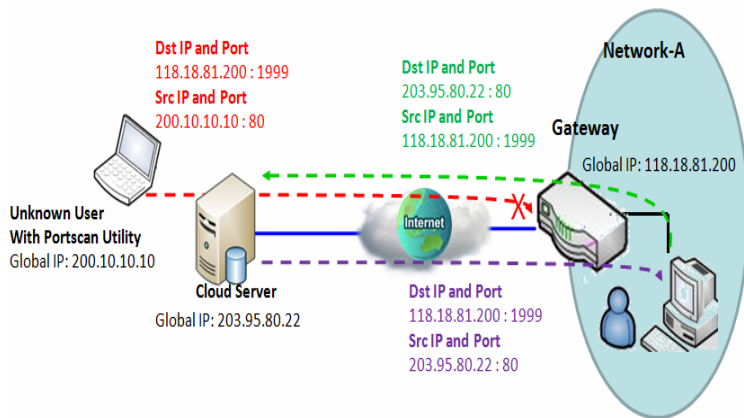 Dst IP and Port
118.18.81.200 : 1999
Src IP and Port
200.10.10.10 : 80
Dst IP and Port
203.95.80.22 : 80
Src IP and Port
118.18.81.200 : 1999
Network-A
Gateway
Global IP: 118.18.81.200
Internet
Unknown User
With Portscan Utility
Global IP: 200.10.10.10
Cloud Server
Global IP: 203.95.80.22
Dst IP and Port
118.18.81.200 : 1999
Src IP and Port
203.95.80.22 : 80